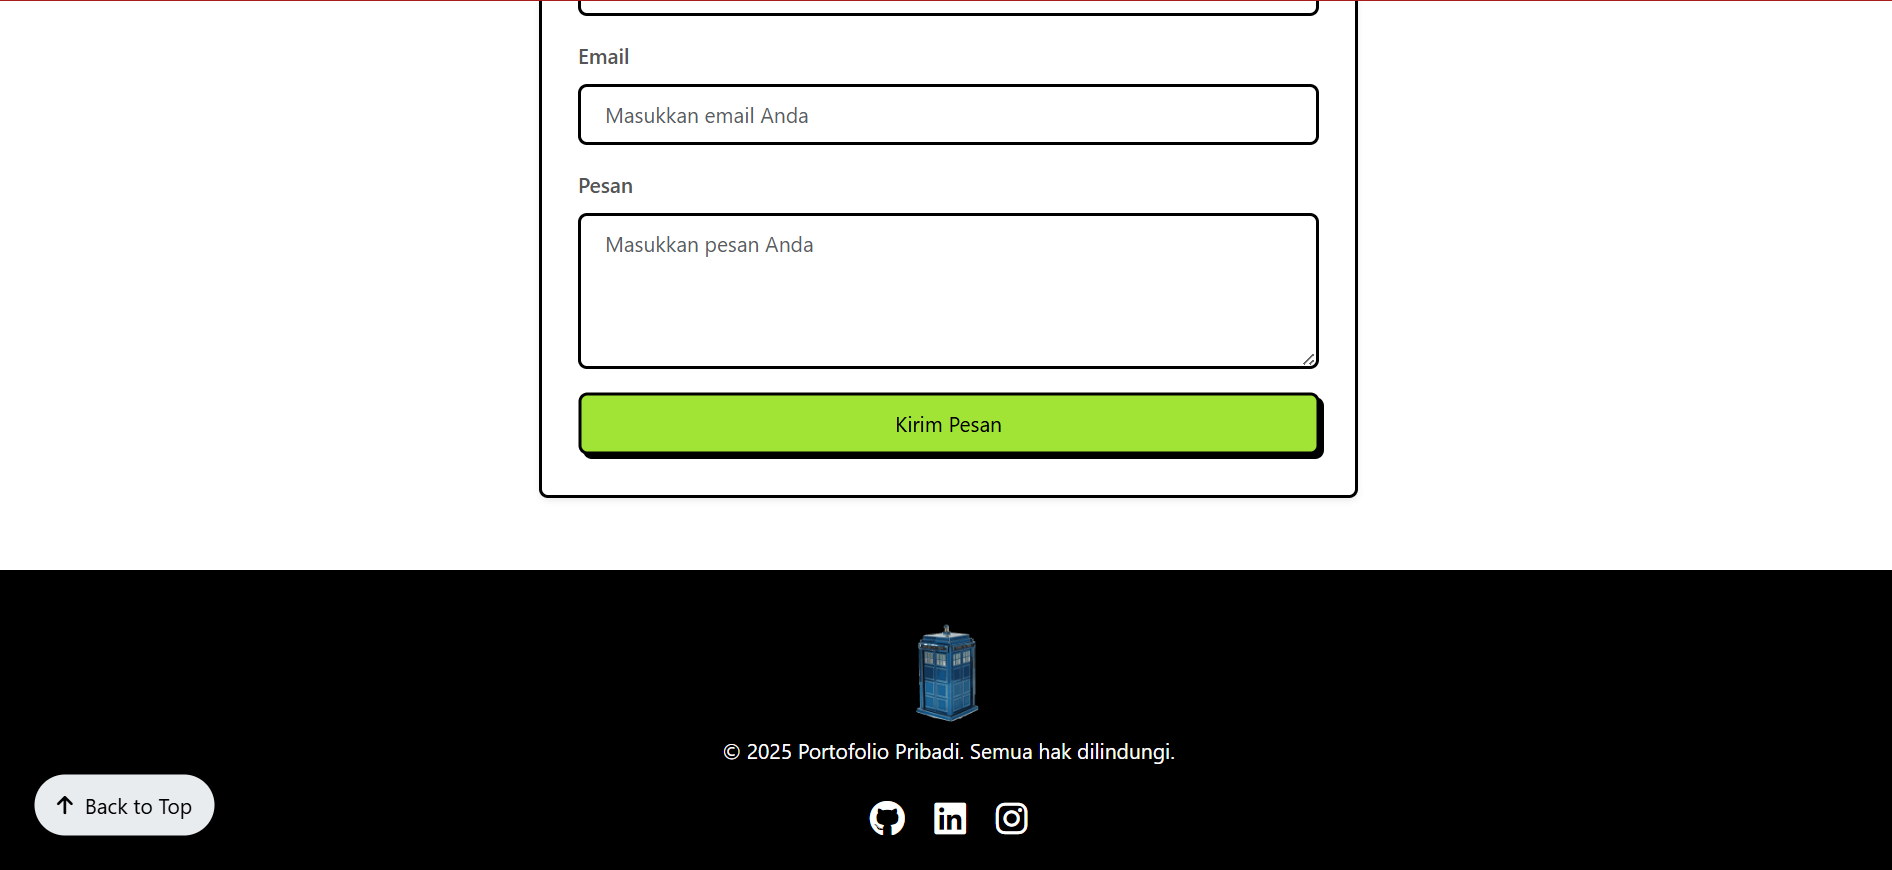 Email
Masukkan email Anda
Pesan
Masukkan pesan Anda
Kirim Pesan
© 2025 Portofolio Pribadi. Semua hak dilindungi.
Back to Top